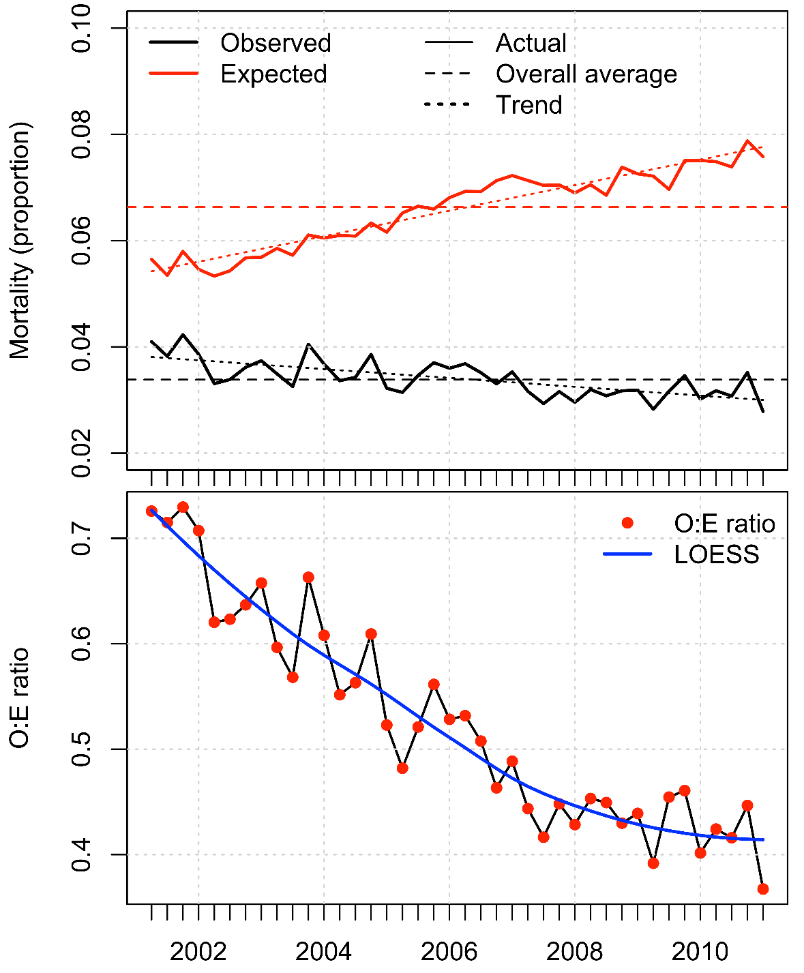 0.10
0.08
0.06
0.04
0.02
Mortality (proportion)
Observed
Expected
Actual
Overall average
Trend
0.7
0.6
0.5
0.4
O:E ratio
O:E ratio
LOESS
2002 2004 2006 2008 2010